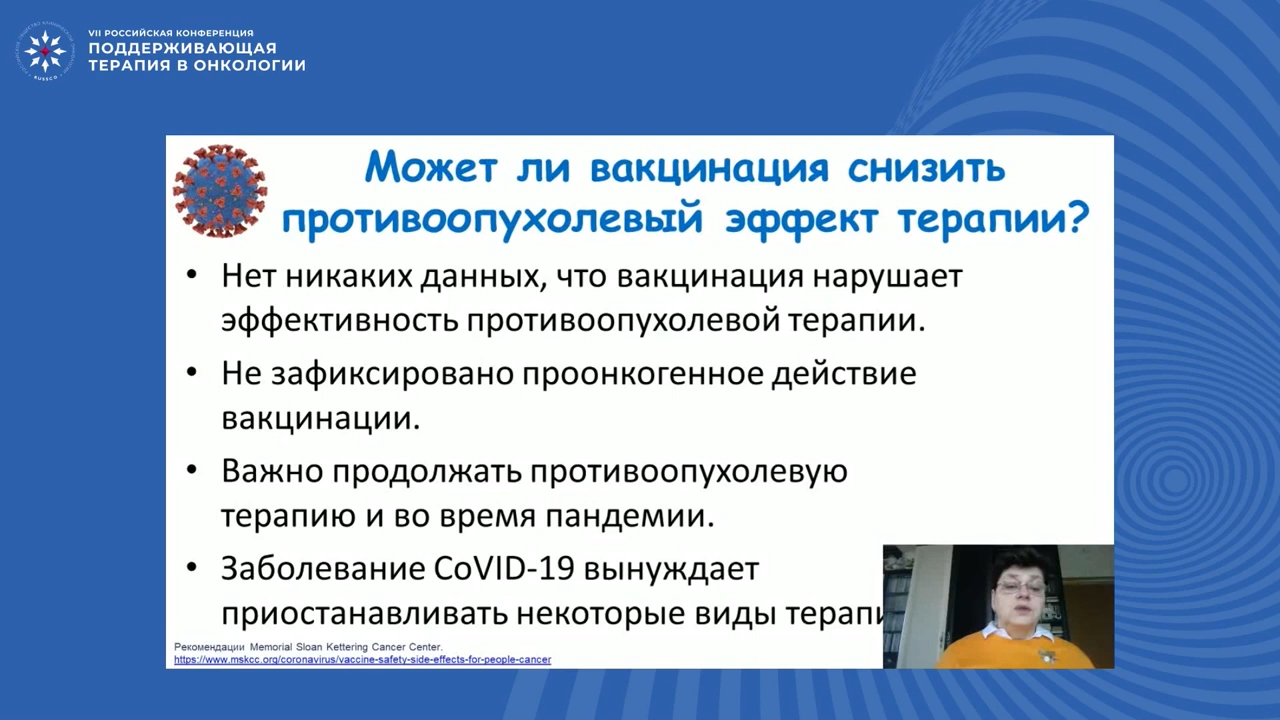 VII РОССИЙСКАЯ КОНФЕРЕНЦИЯ
ПОДДЕРЖИВАЮЩАЯ
ТЕРАПИЯ В ОНКОЛОГИИ
RUSSCO
Может ли вакцинация снизить
противоопухолевый эффект терапии?
• Нет никаких данных, что вакцинация нарушает
эффективность противоопухолевой терапии.
• Не зафиксировано проонкогенное действие
вакцинации.
• Важно продолжать противоопухолевую
терапию и во время пандемии.
• Заболевание CoVID-19 вынуждает
приостанавливать некоторые виды терапи
Рекомендации Memorial Sloan Kettering Cancer Center.
https://www.mskcc.org/coronavirus/vaccine-safety-side-effects-for-people-cancer